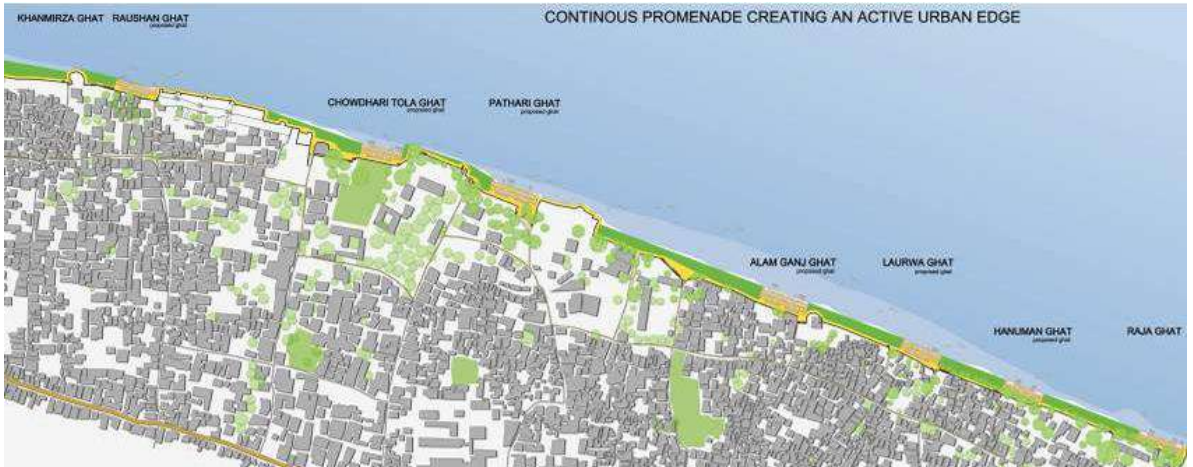 CONTINOUS PROMENADE CREATING AN ACTIVE URBAN EDGE
KHANMIRZA GHAT
RAUSHAN GHAT
proposed ghat
CHOWDHARI TOLA GHAT
proposed ghat
PATHARI GHAT
proposed ghat
ALAM GANJ GHAT
proposed ghat
LAURWA GHAT
proposed ghat
HANUMAN GHAT
proposed ghat
RAJA GHAT